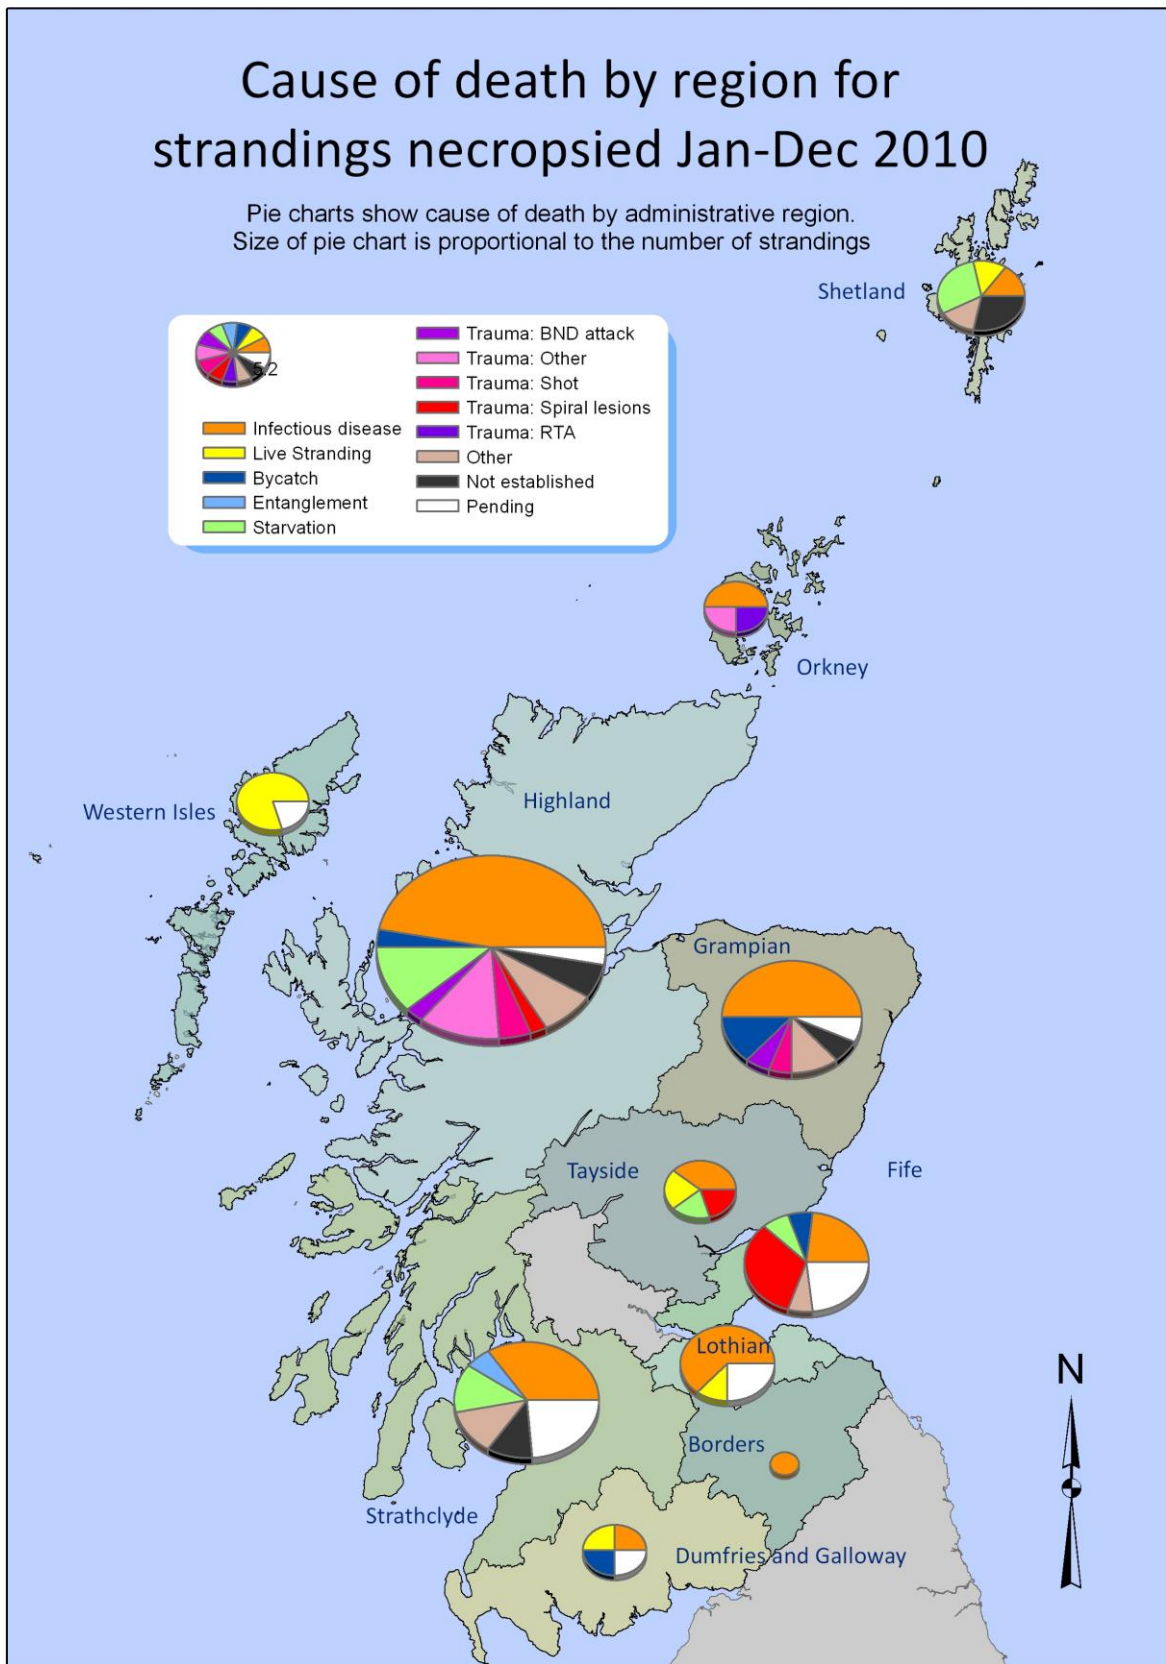 Cause of death by region for
strandings necropsied Jan-Dec 2010
Pie charts show cause of death by administrative region.
Size of pie chart is proportional to the number of strandings
5.2
Infectious disease
Live Stranding
Bycatch
Entanglement
Starvation
Trauma: BND attack
Trauma: Other
Trauma: Shot
Trauma: Spiral lesions
Trauma: RTA
Other
Not established
Pending
Shetland
Orkney
Western Isles
Highland
Grampian
Tayside
Fife
Lothian
Borders
Strathclyde
Dumfries and Galloway
N